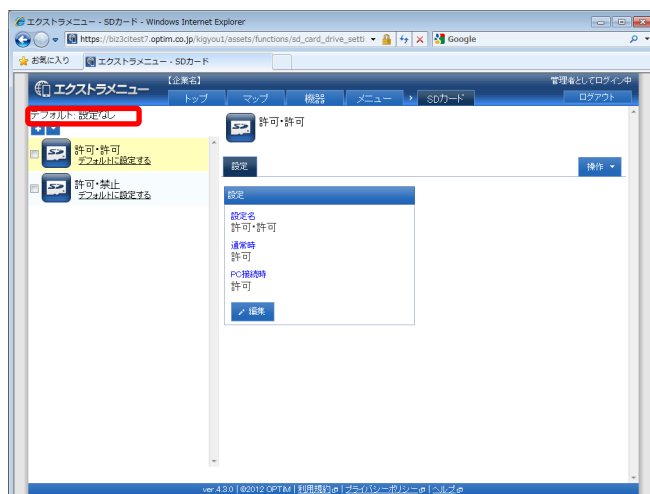 エクストラメニュー - SDカード - Windows Internet Explorer
https://biz3citest7.optim.co.jp/kigyou1/assets/functions/sd_card_drive_setti
Google
お気に入り
エクストラメニュー - SDカード
エクストラメニュー
【企業名】
管理者としてログイン中
トップ
マップ
機器
メニュー
SDカード
ログアウト
デフォルト: 設定なし
許可・許可
許可・許可
デフォルトに設定する
設定
操作
許可・禁止
デフォルトに設定する
設定
設定名
許可・許可
通常時
許可
PC接続時
許可
編集
ver.4.3.0 | ©2012 OPTiM | 利用規約 | プライバシーポリシー | ヘルプ